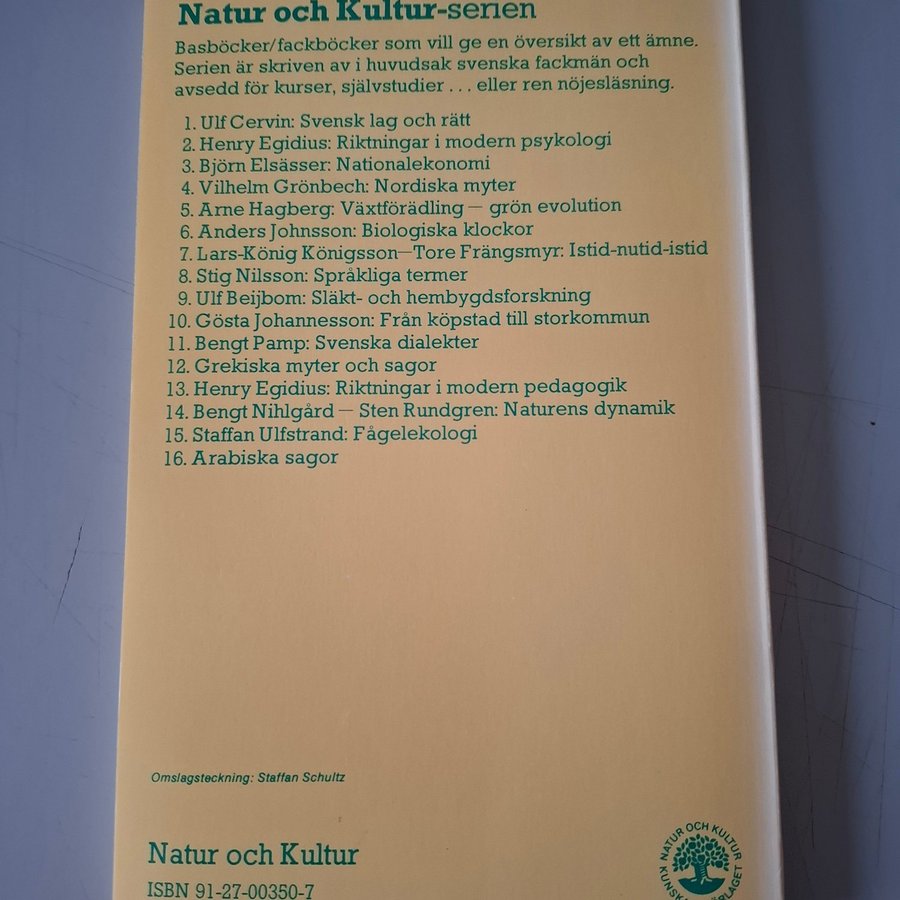 Natur och Kultur-serien
Basböcker/fackböcker som vill ge en översikt av ett ämne.
Serien är skriven av i huvudsak svenska fackmän och
avsedd för kurser, självstudier . . . eller ren nöjesläsning.
1. Ulf Cervin: Svensk lag och rätt
2. Henry Egidius: Riktningar i modern psykologi
3. Björn Elsässer: Nationalekonomi
4. Vilhelm Grönbech: Nordiska myter
5. Arne Hagberg: Växtförädling — grön evolution
6. Anders Johnsson: Biologiska klockor
7. Lars-König Königsson—Tore Frängsmyr: Istid-nutid-istid
8. Stig Nilsson: Språkliga termer
9. Ulf Beijbom: Släkt- och hembygdsforskning
10. Gösta Johannesson: Från köpstad till storkommun
11. Bengt Pamp: Svenska dialekter
12. Grekiska myter och sagor
13. Henry Egidius: Riktningar i modern pedagogik
14. Bengt Nihlgård — Sten Rundgren: Naturens dynamik
15. Staffan Ulfstrand: Fågelekologi
16. Arabiska sagor
Omslagsteckning: Staffan Schultz
Natur och Kultur
ISBN 91-27-00350-7
NATUR OCH KULTUR